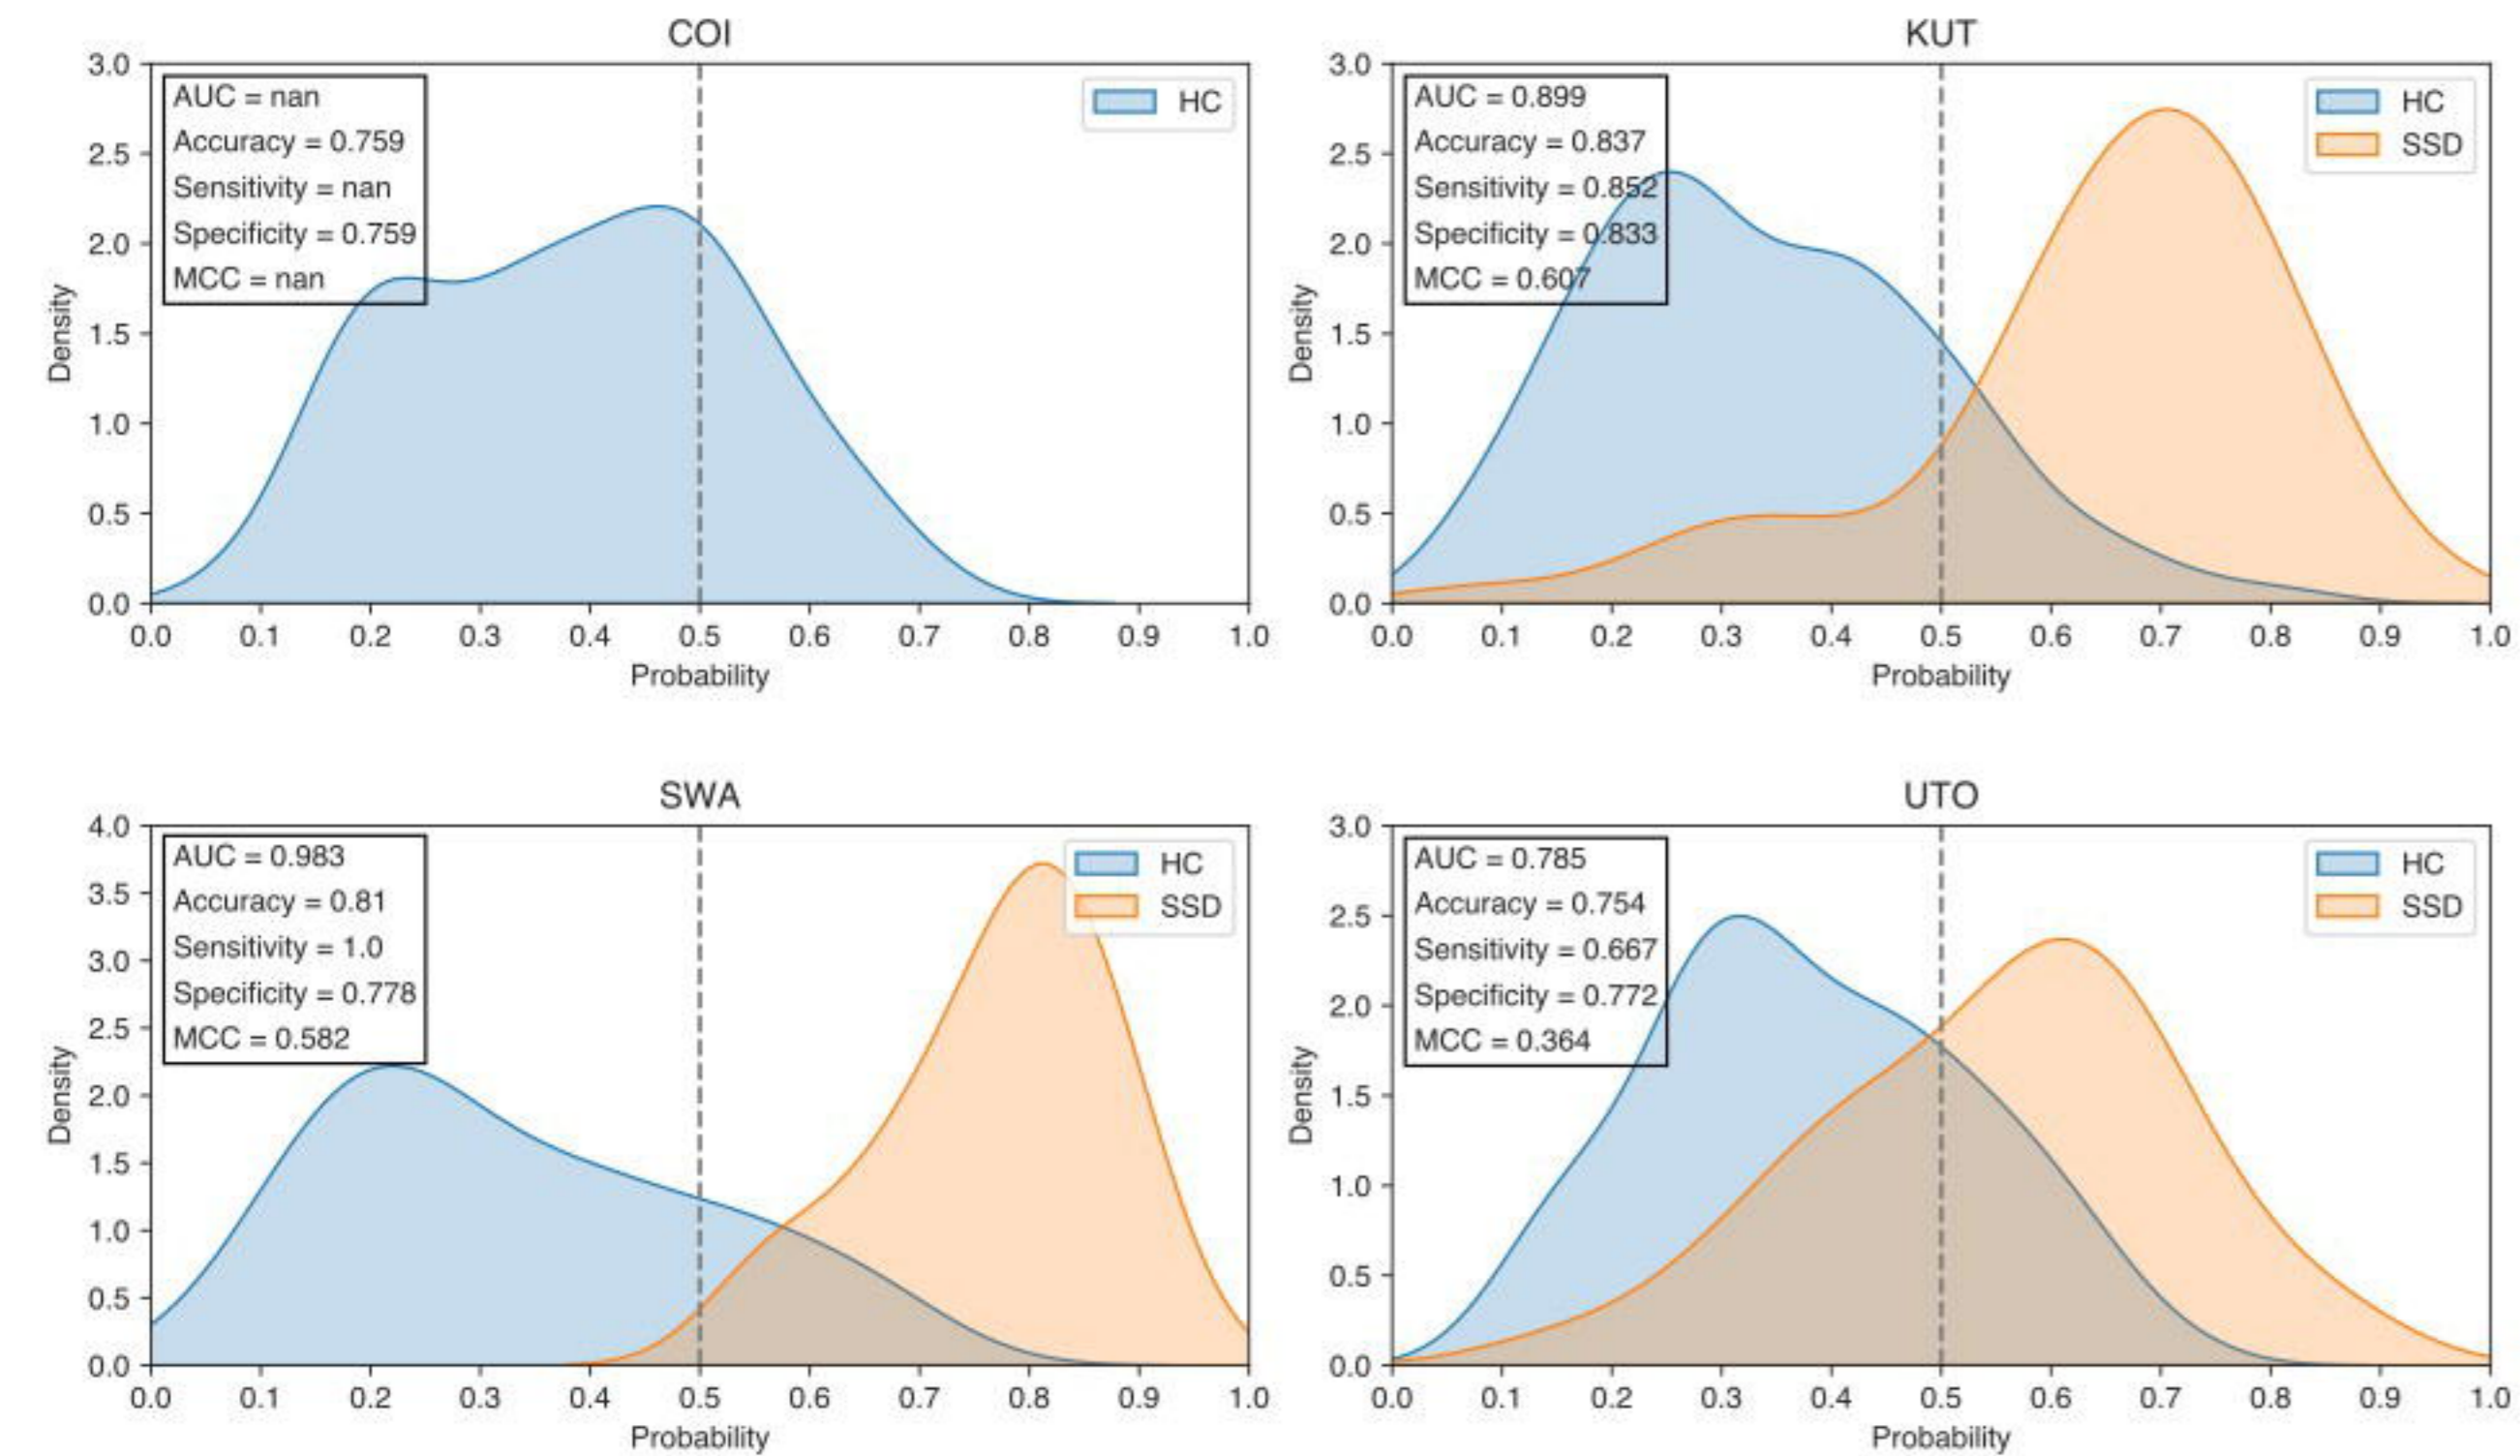 COI
3.0
2.5
2.0
1.5
1.0
0.5
0.0
Density
AUC = nan
Accuracy = 0.759
Sensitivity = nan
Specificity = 0.759
MCC = nan
HC
0.0 0.1 0.2 0.3 0.4 0.5 0.6 0.7 0.8 0.9 1.0
Probability
KUT
3.0
2.5
2.0
1.5
1.0
0.5
0.0
Density
AUC = 0.899
Accuracy = 0.837
Sensitivity = 0.852
Specificity = 0.833
MCC = 0.607
HC
SSD
0.0 0.1 0.2 0.3 0.4 0.5 0.6 0.7 0.8 0.9 1.0
Probability
SWA
4.0
3.5
3.0
2.5
2.0
1.5
1.0
0.5
0.0
Density
AUC = 0.983
Accuracy = 0.81
Sensitivity = 1.0
Specificity = 0.778
MCC = 0.582
HC
SSD
0.0 0.1 0.2 0.3 0.4 0.5 0.6 0.7 0.8 0.9 1.0
Probability
UTO
3.0
2.5
2.0
1.5
1.0
0.5
0.0
Density
AUC = 0.785
Accuracy = 0.754
Sensitivity = 0.667
Specificity = 0.772
MCC = 0.364
HC
SSD
0.0 0.1 0.2 0.3 0.4 0.5 0.6 0.7 0.8 0.9 1.0
Probability